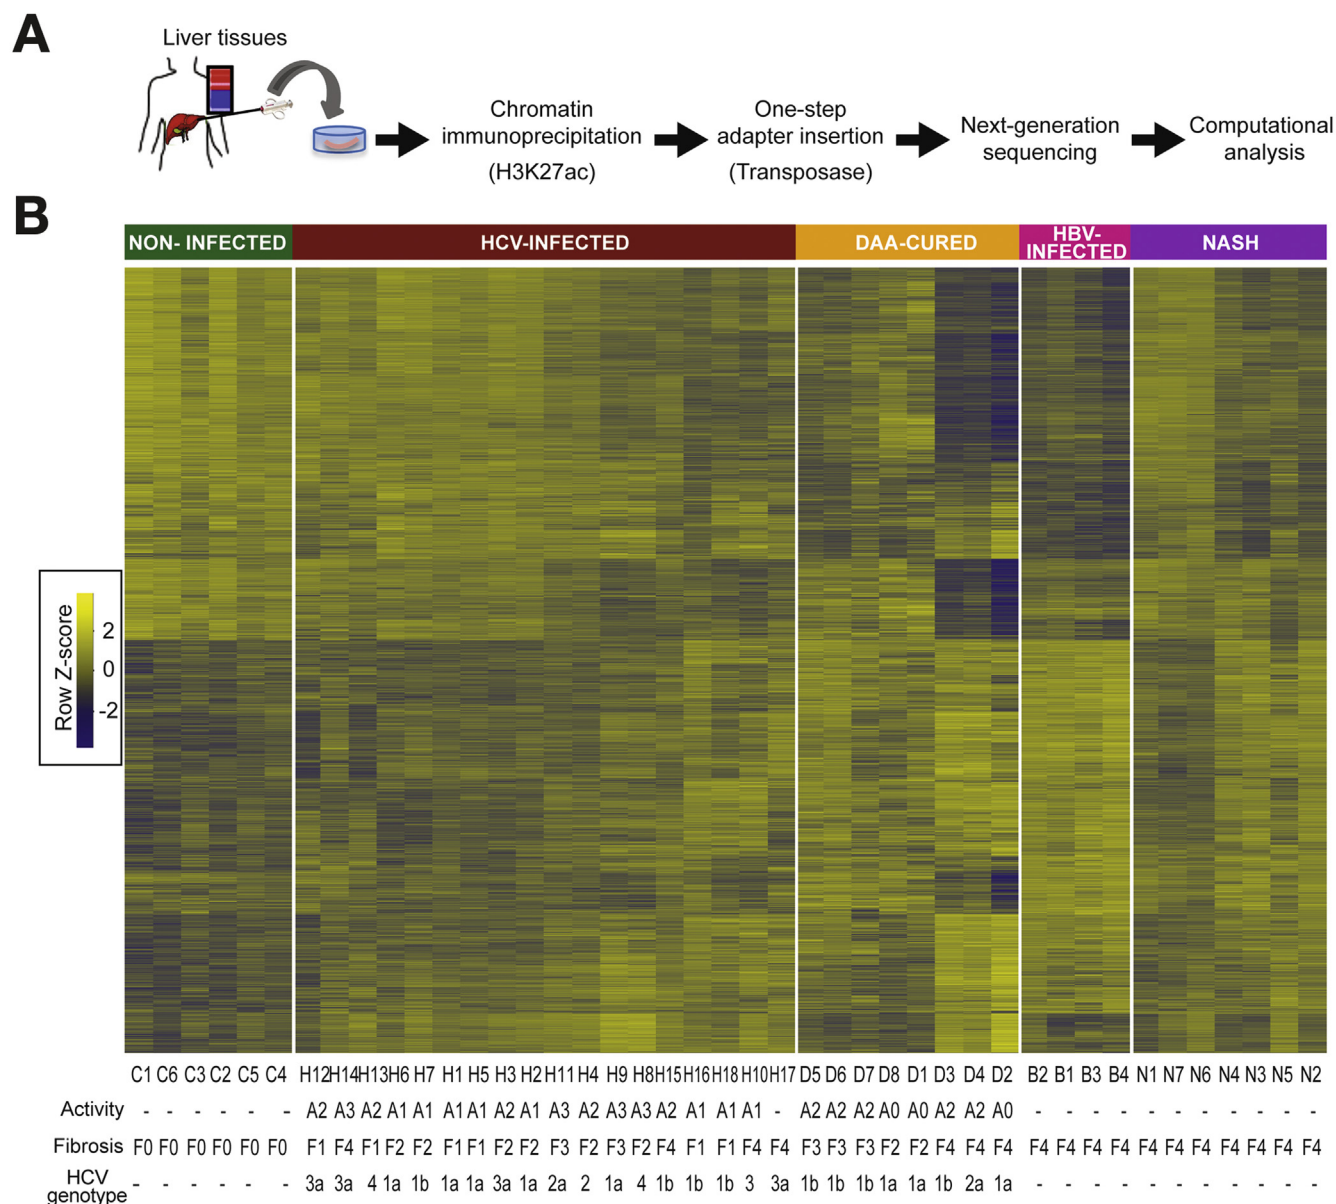 A
Liver tissues
Chromatin
immunoprecipitation
(H3K27ac)
One-step
adapter insertion
(Transposase)
Next-generation
sequencing
Computational
analysis
B
NON- INFECTED
HCV-INFECTED
DAA-CURED
HBV-
INFECTED
NASH
Row Z-score
2
0
-2
C1 C6 C3 C2 C5 C4 H12 H14 H13 H6 H7 H1 H5 H3 H2 H11 H4 H9 H8 H15 H16 H18 H10 H17 D5 D6 D7 D8 D1 D3 D4 D2 B2 B1 B3 B4 N1 N7 N6 N4 N3 N5 N2
Activity - - - - - - A2 A3 A2 A1 A1 A1 A1 A2 A1 A3 A2 A3 A3 A2 A1 A1 A1 - A2 A2 A2 A0 A0 A2 A2 A0 - - - - - - - - - - -
Fibrosis F0 F0 F0 F0 F0 F0 F1 F4 F1 F2 F2 F1 F1 F2 F2 F3 F2 F3 F2 F4 F1 F1 F4 F4 F3 F3 F3 F2 F2 F4 F4 F4 F4 F4 F4 F4 F4 F4 F4 F4 F4 F4 F4
HCV
genotype - - - - - - 3a 3a 4 1a 1b 1a 1a 3a 1a 2a 2 1a 4 1b 1b 1b 3 3a 1b 1b 1b 1a 1a 1b 2a 1a - - - - - - - - - - -